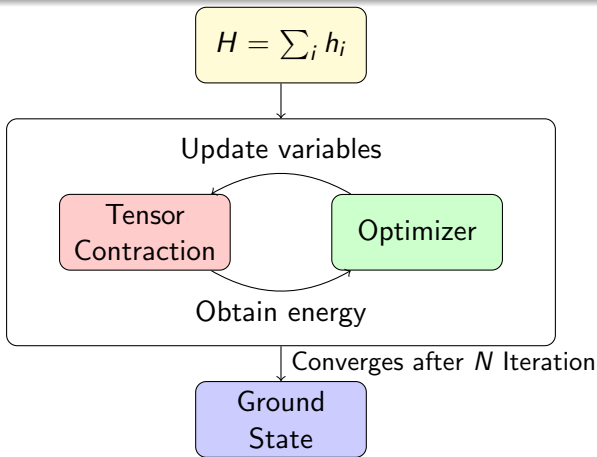 H = ∑ᵢ hᵢ
Update variables
Tensor
Contraction
Optimizer
Obtain energy
Converges after N Iteration
Ground
State